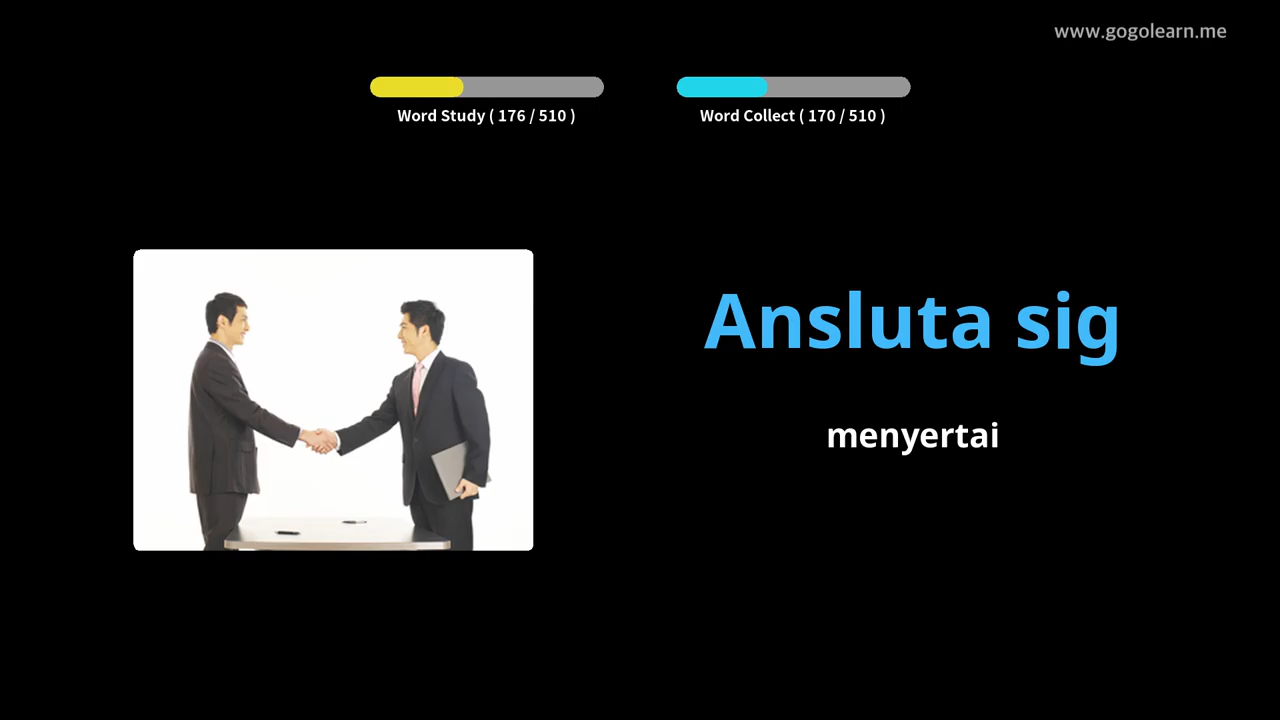 www.gogolearn.me
Word Study ( 176 / 510 )
Word Collect ( 170 / 510 )
Ansluta sig
menyertai